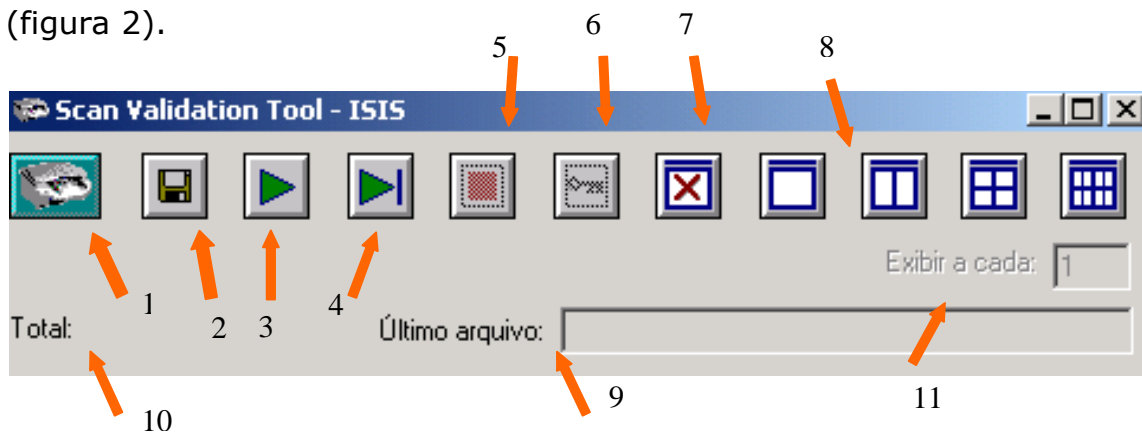 (figura 2).
5 6 7 8
Scan Validation Tool - ISIS
Exibir a cada: 1
1 2 3 4
Total: Último arquivo:
9 11
10